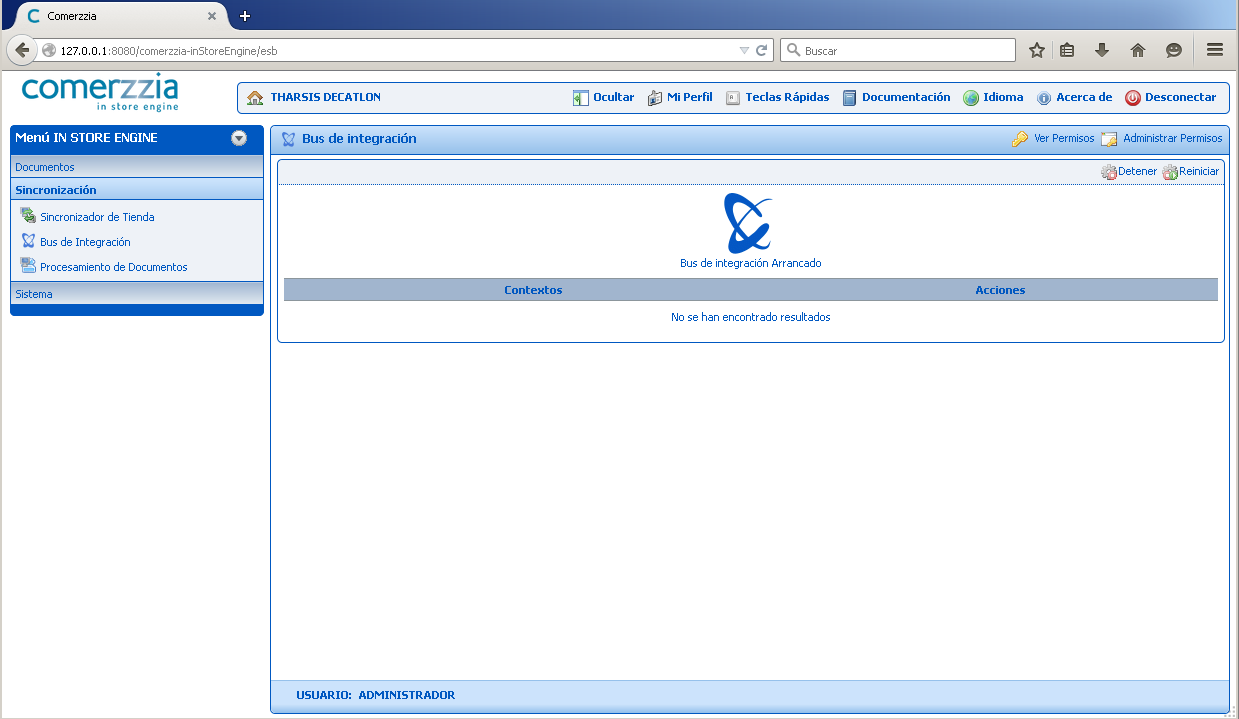 Comerzzia
127.0.0.1:8080/comerzzia-inStoreEngine/esb
Buscar
comerzzia
in store engine
THARSIS DECATLON
Ocultar
Mi Perfil
Teclas Rápidas
Documentación
Idioma
Acerca de
Desconectar
Menú IN STORE ENGINE
Documentos
Sincronización
Sincronizador de Tienda
Bus de Integración
Procesamiento de Documentos
Sistema
Bus de integración
Ver Permisos
Administrar Permisos
Detener
Reiniciar
Bus de integración Arrancado
Contextos
Acciones
No se han encontrado resultados
USUARIO: ADMINISTRADOR